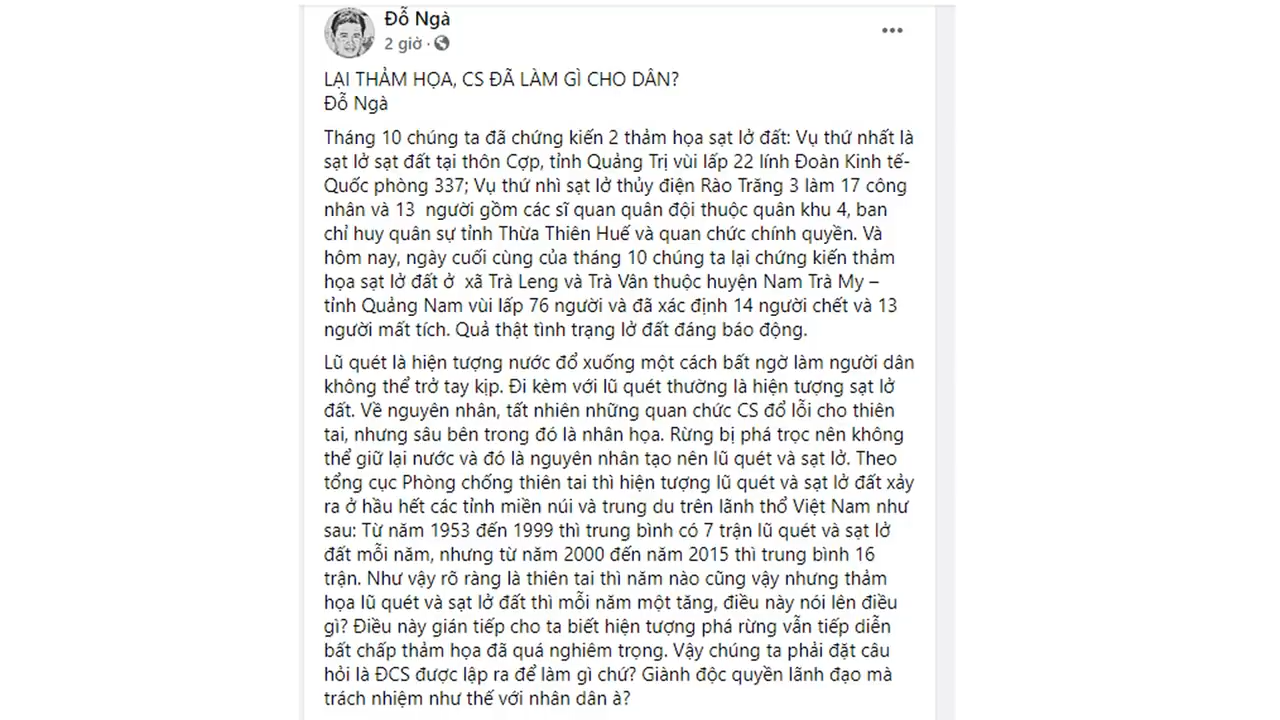 Đỗ Ngà
2 giờ ·
LẠI THẢM HỌA, CS ĐÃ LÀM GÌ CHO DÂN?
Đỗ Ngà
Tháng 10 chúng ta đã chứng kiến 2 thảm họa sạt lở đất: Vụ thứ nhất là
sạt lở sạt đất tại thôn Cợp, tỉnh Quảng Trị vùi lấp 22 lính Đoàn Kinh tế-
Quốc phòng 337; Vụ thứ nhì sạt lở thủy điện Rào Trăng 3 làm 17 công
nhân và 13 người gồm các sĩ quan quân đội thuộc quân khu 4, ban
chỉ huy quân sự tỉnh Thừa Thiên Huế và quan chức chính quyền. Và
hôm nay, ngày cuối cùng của tháng 10 chúng ta lại chứng kiến thảm
họa sạt lở đất ở xã Trà Leng và Trà Vân thuộc huyện Nam Trà My –
tỉnh Quảng Nam vùi lấp 76 người và đã xác định 14 người chết và 13
người mất tích. Quả thật tình trạng lở đất đáng báo động.
Lũ quét là hiện tượng nước đổ xuống một cách bất ngờ làm người dân
không thể trở tay kịp. Đi kèm với lũ quét thường là hiện tượng sạt lở
đất. Về nguyên nhân, tất nhiên những quan chức CS đổ lỗi cho thiên
tai, nhưng sâu bên trong đó là nhân họa. Rừng bị phá trọc nên không
thể giữ lại nước và đó là nguyên nhân tạo nên lũ quét và sạt lở. Theo
tổng cục Phòng chống thiên tai thì hiện tượng lũ quét và sạt lở đất xảy
ra ở hầu hết các tỉnh miền núi và trung du trên lãnh thổ Việt Nam như
sau: Từ năm 1953 đến 1999 thì trung bình có 7 trận lũ quét và sạt lở
đất mỗi năm, nhưng từ năm 2000 đến năm 2015 thì trung bình 16
trận. Như vậy rõ ràng là thiên tai thì năm nào cũng vậy nhưng thảm
họa lũ quét và sạt lở đất thì mỗi năm một tăng, điều này nói lên điều
gì? Điều này gián tiếp cho ta biết hiện tượng phá rừng vẫn tiếp diễn
bất chấp thảm họa đã quá nghiêm trọng. Vậy chúng ta phải đặt câu
hỏi là ĐCS được lập ra để làm gì chứ? Giành độc quyền lãnh đạo mà
trách nhiệm như thế với nhân dân à?